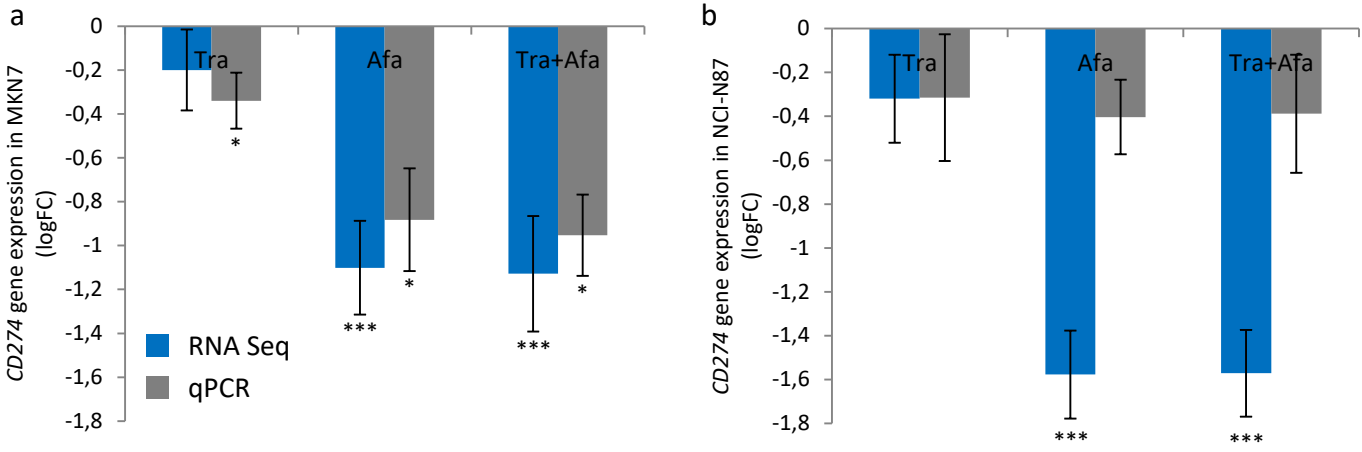 a
CD274 gene expression in MKN7
(logFC)
0
-0,2
-0,4
-0,6
-0,8
-1
-1,2
-1,4
-1,6
-1,8
Tra
Afa
Tra+Afa
*
*
*
***
***
RNA Seq
qPCR
b
CD274 gene expression in NCI-N87
(logFC)
0
-0,2
-0,4
-0,6
-0,8
-1
-1,2
-1,4
-1,6
-1,8
Tra
Afa
Tra+Afa
***
***